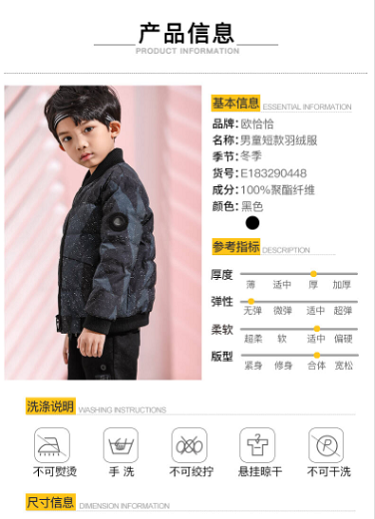 产品信息
PRODUCT INFORMATION
基本信息 ESSENTIAL INFORMATION
品牌：欧恰恰
名称：男童短款羽绒服
季节：冬季
货号：E183290448
成分：100%聚酯纤维
颜色：黑色
参考指标 DESCRIPTION
厚度
薄 适中 厚 加厚
弹性
无弹 微弹 适中 超弹
柔软
超柔 软 适中 偏硬
版型
紧身 修身 合体 宽松
洗涤说明 WASHING INSTRUCTIONS
不可熨烫 手 洗 不可绞拧 悬挂晾干 不可干洗
尺寸信息 DIMENSION INFORMATION